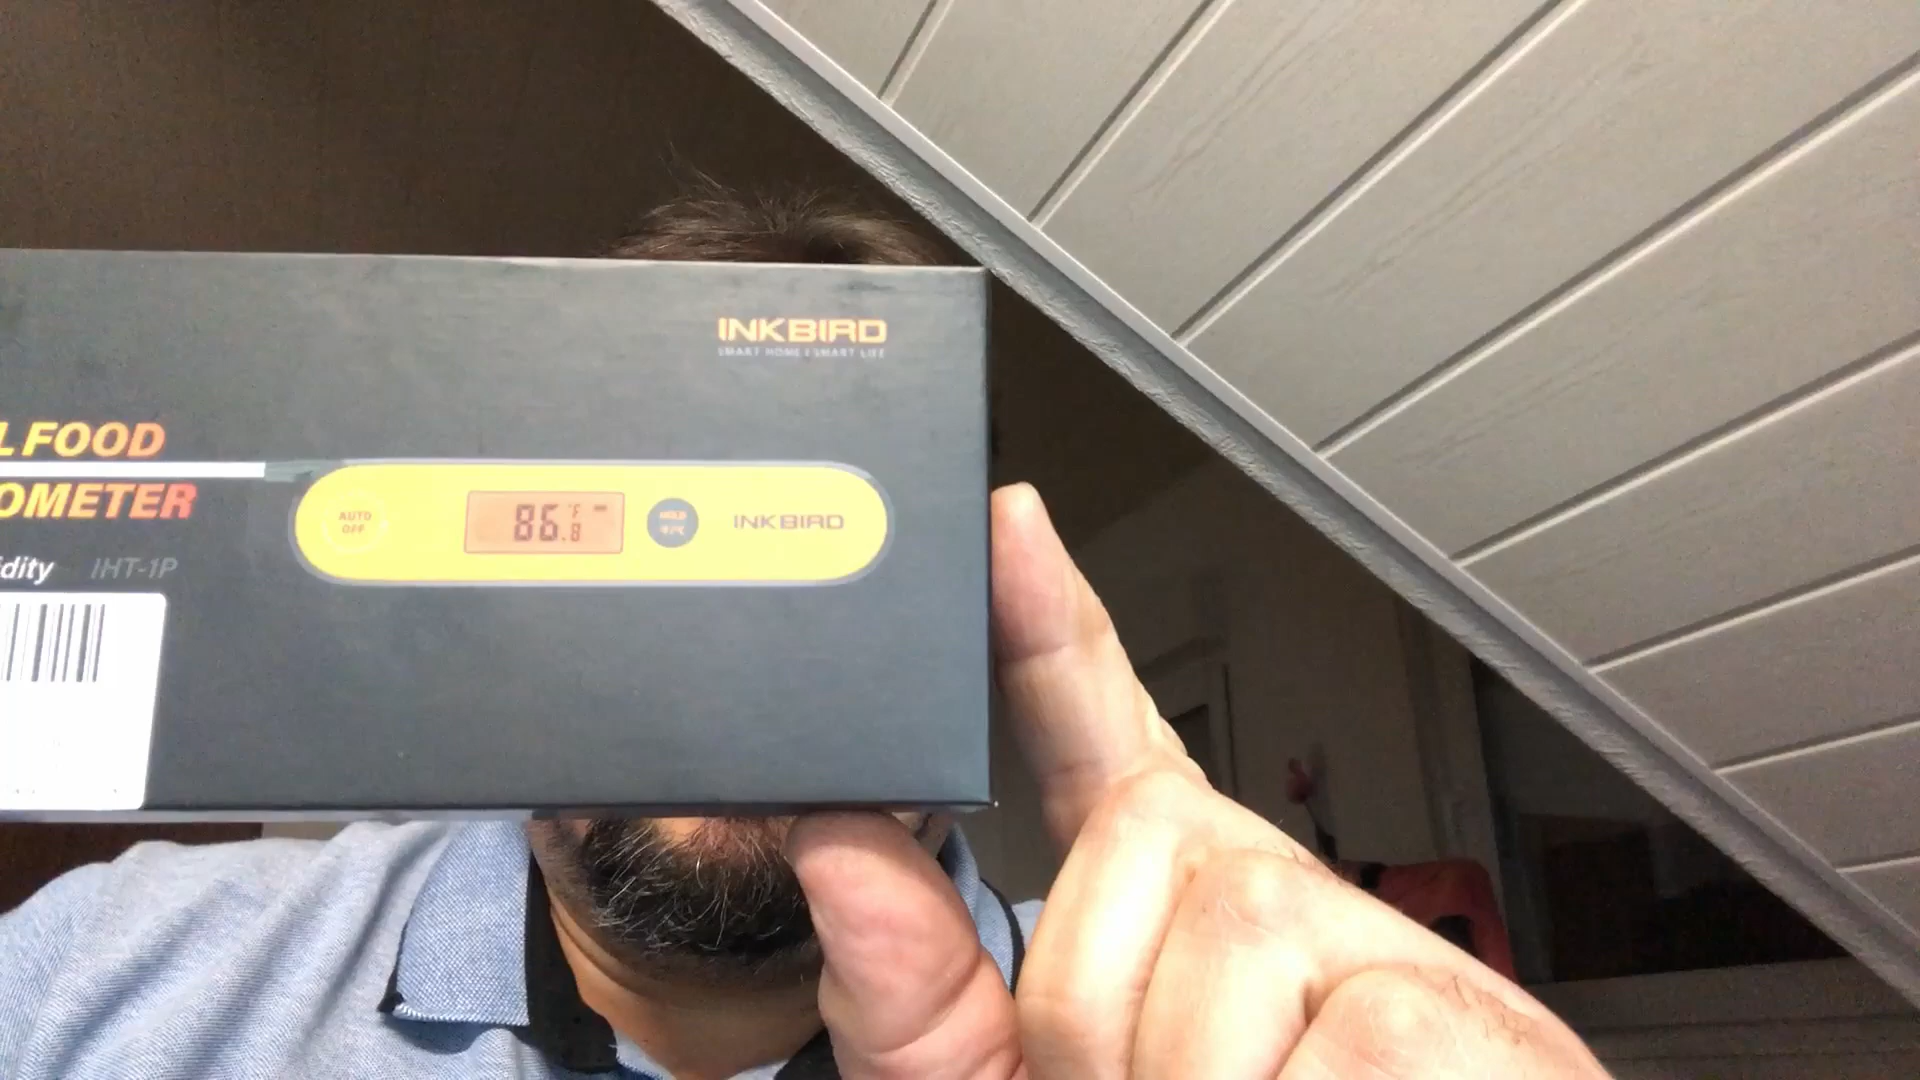 INKBIRD
SMART HOME & SMART LIFE
L FOOD
OMETER
AUTO
OFF
86.8 °F
HOLD
°F/°C
INKBIRD
idity IHT-1P